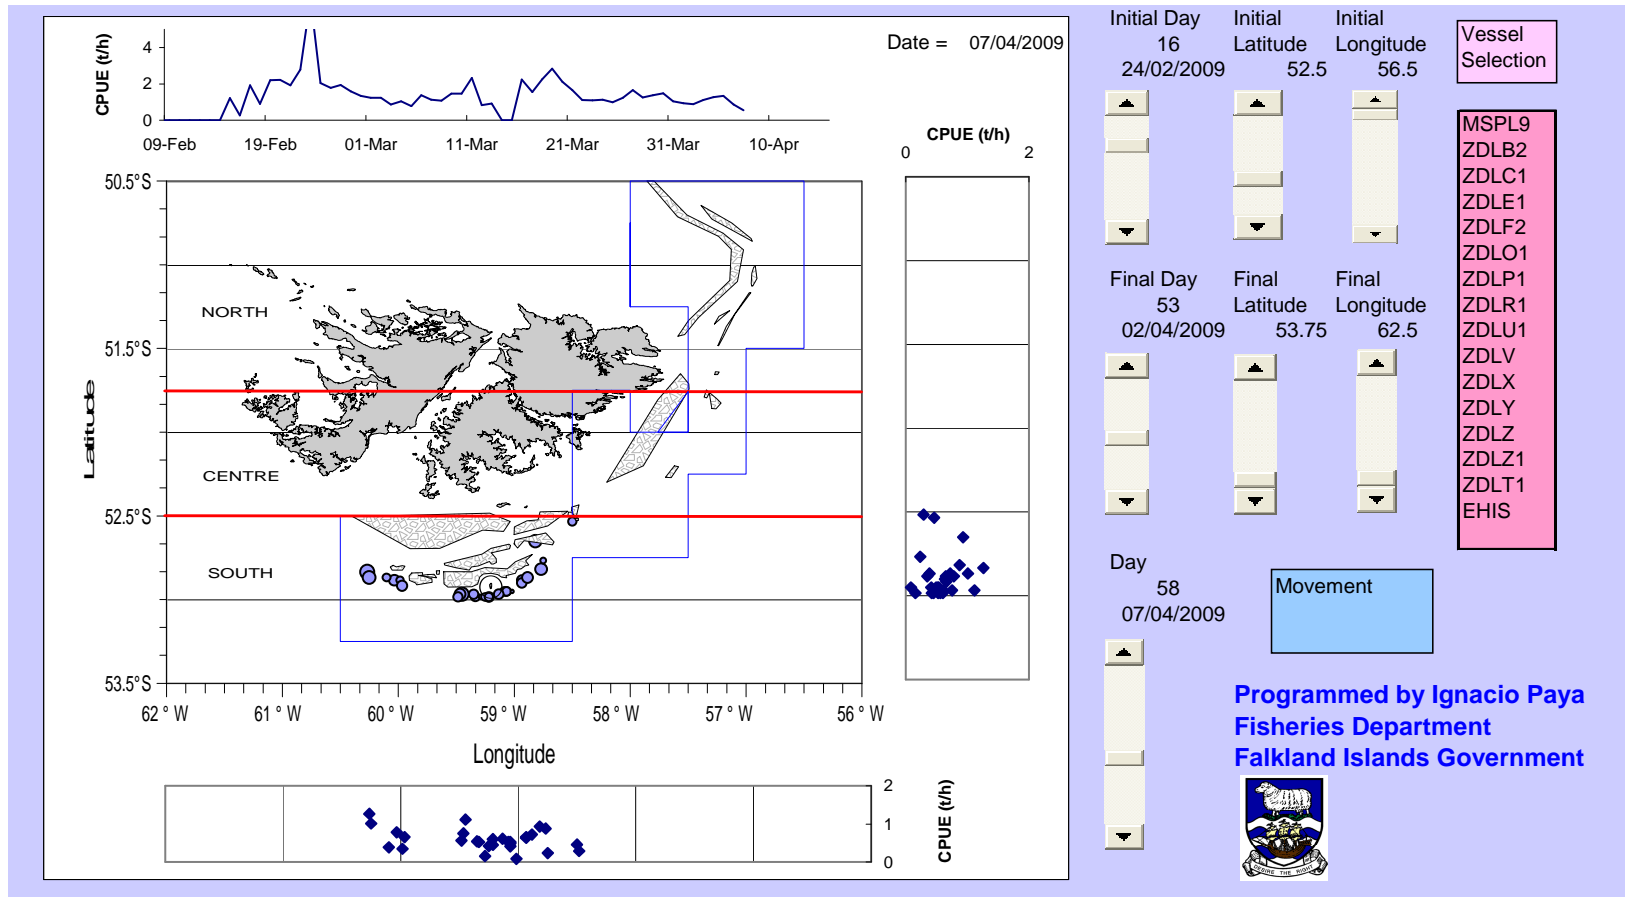 CPUE (t/h)
4
2
0
09-Feb 19-Feb 01-Mar 11-Mar 21-Mar 31-Mar 10-Apr
Date = 07/04/2009
CPUE (t/h)
0 2
50.5°S
51.5°S
52.5°S
53.5°S
Latitude
NORTH
CENTRE
SOUTH
62 ° W 61 ° W 60 ° W 59 ° W 58 ° W 57 ° W 56 ° W
Longitude
2
1
0
CPUE (t/h)
Initial Day
16
24/02/2009
Initial
Latitude
52.5
Initial
Longitude
56.5
Final Day
53
02/04/2009
Final
Latitude
53.75
Final
Longitude
62.5
Day
58
07/04/2009
Vessel
Selection
MSPL9
ZDLB2
ZDLC1
ZDLE1
ZDLF2
ZDLO1
ZDLP1
ZDLR1
ZDLU1
ZDLV
ZDLX
ZDLY
ZDLZ
ZDLZ1
ZDLT1
EHIS
Movement
Programmed by Ignacio Paya
Fisheries Department
Falkland Islands Government
DESIRE THE RIGHT